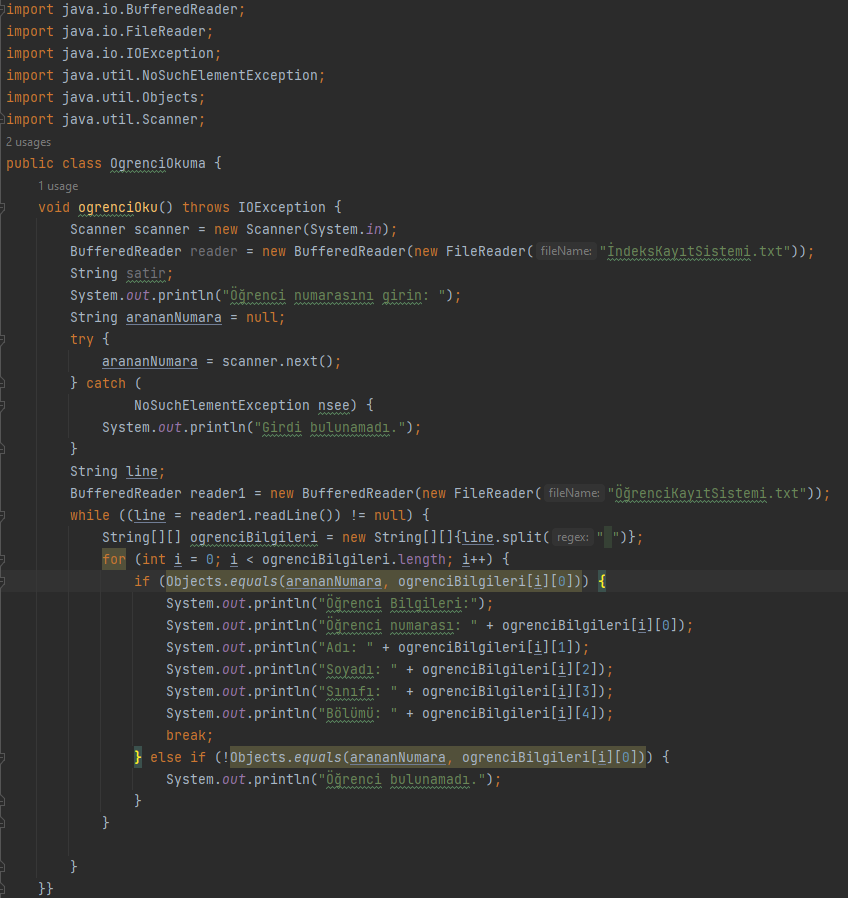 import java.io.BufferedReader;
import java.io.FileReader;
import java.io.IOException;
import java.util.NoSuchElementException;
import java.util.Objects;
import java.util.Scanner;
2 usages
public class OgrenciOkuma {
1 usage
void ogrenciOku() throws IOException {
Scanner scanner = new Scanner(System.in);
BufferedReader reader = new BufferedReader(new FileReader( fileName: "İndeksKayıtSistemi.txt"));
String satir;
System.out.println("Öğrenci numarasını girin: ");
String arananNumara = null;
try {
arananNumara = scanner.next();
} catch (
NoSuchElementException nsee) {
System.out.println("Girdi bulunamadı.");
}
String line;
BufferedReader reader1 = new BufferedReader(new FileReader( fileName: "ÖğrenciKayıtSistemi.txt"));
while ((line = reader1.readLine()) != null) {
String[][] ogrenciBilgileri = new String[][]{line.split( regex: " ")};
for (int i = 0; i < ogrenciBilgileri.length; i++) {
if (Objects.equals(arananNumara, ogrenciBilgileri[i][0])) {
System.out.println("Öğrenci Bilgileri:");
System.out.println("Öğrenci numarası: " + ogrenciBilgileri[i][0]);
System.out.println("Adı: " + ogrenciBilgileri[i][1]);
System.out.println("Soyadı: " + ogrenciBilgileri[i][2]);
System.out.println("Sınıfı: " + ogrenciBilgileri[i][3]);
System.out.println("Bölümü: " + ogrenciBilgileri[i][4]);
break;
} else if (!Objects.equals(arananNumara, ogrenciBilgileri[i][0])) {
System.out.println("Öğrenci bulunamadı.");
}
}
}
}}